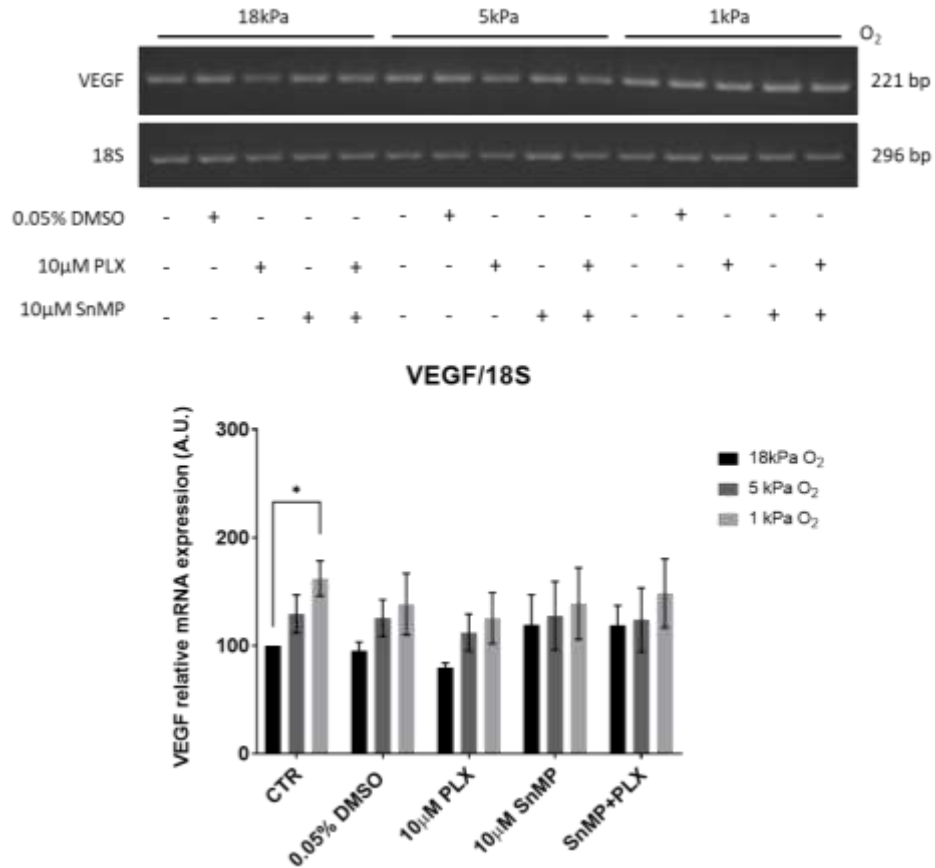 18kPa 5kPa 1kPa
O₂
VEGF 221 bp
18S 296 bp
0.05% DMSO - + - - - - + - - - - + - - -
10μM PLX - - + - + - - + - + - - + - +
10μM SnMP - - - + + - - - + + - - - + +
VEGF/18S
VEGF relative mRNA expression (A.U.)
300
200
100
0
*
18kPa O₂
5 kPa O₂
1 kPa O₂
CTR
0.05% DMSO
10μM PLX
10μM SnMP
SnMP+PLX